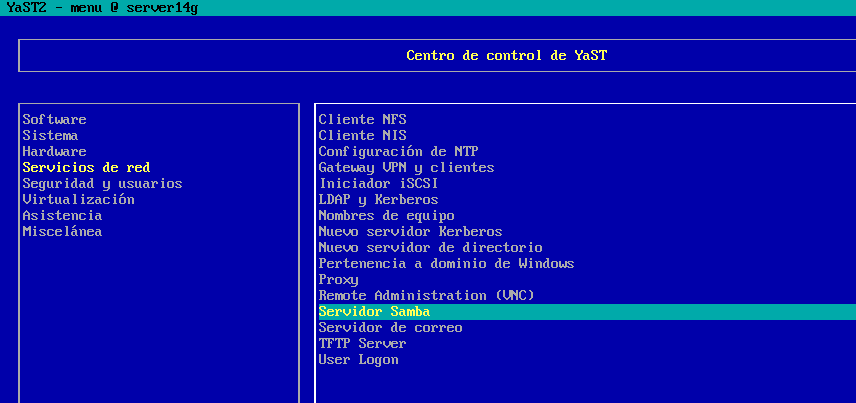 YaST2 - menu @ server14g
Centro de control de YaST
Software
Sistema
Hardware
Servicios de red
Seguridad y usuarios
Virtualización
Asistencia
Miscelánea
Cliente NFS
Cliente NIS
Configuración de NTP
Gateway VPN y clientes
Iniciador iSCSI
LDAP y Kerberos
Nombres de equipo
Nuevo servidor Kerberos
Nuevo servidor de directorio
Pertenencia a dominio de Windows
Proxy
Remote Administration (VNC)
Servidor Samba
Servidor de correo
TFTP Server
User Logon